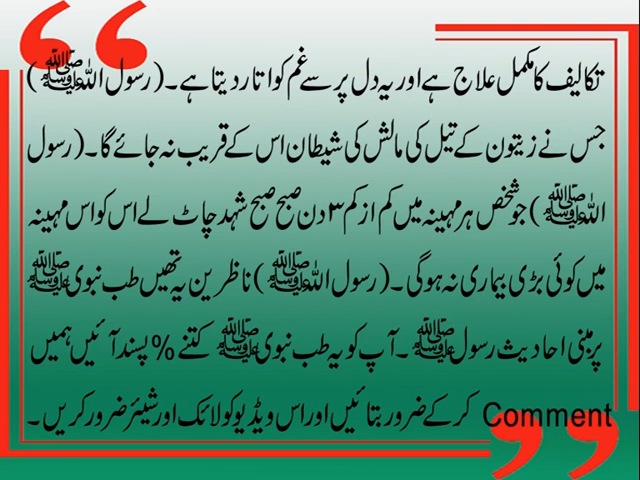 تکالیف کا مکمل علاج ہے اور یہ دل پر سے غم کو اتار دیتا ہے۔ (رسول اللہ ﷺ)
جس نے زیتون کے تیل کی مالش کی شیطان اس کے قریب نہ جائے گا۔ (رسول
اللہ ﷺ) جو شخص ہر مہینہ میں کم از کم ۳ دن صبح صبح شہد چاٹ لے اس کو اس مہینہ
میں کوئی بڑی بیماری نہ ہوگی۔ (رسول اللہ ﷺ) ناظرین یہ تھیں طب نبوی ﷺ
پر مبنی احادیث رسول ﷺ۔ آپ کو یہ طب نبوی ﷺ کتنے % پسند آئیں ہمیں
Comment کر کے ضرور بتائیں اور اس ویڈیو کو لائک اور شیئر ضرور کریں۔